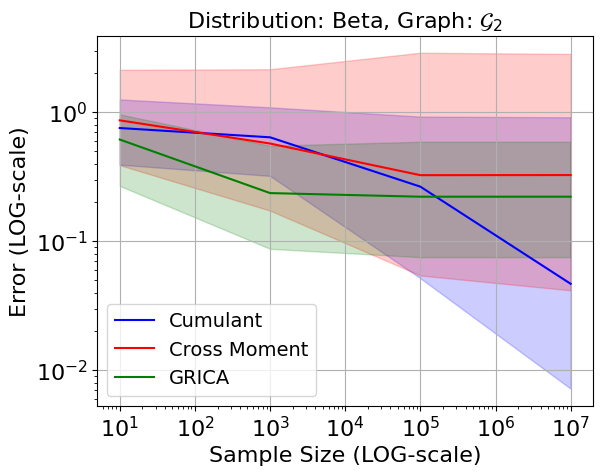 Distribution: Beta, Graph: 𝒢₂
Error (LOG-scale)
10⁰
10⁻¹
10⁻²
Cumulant
Cross Moment
GRICA
10¹ 10² 10³ 10⁴ 10⁵ 10⁶ 10⁷
Sample Size (LOG-scale)